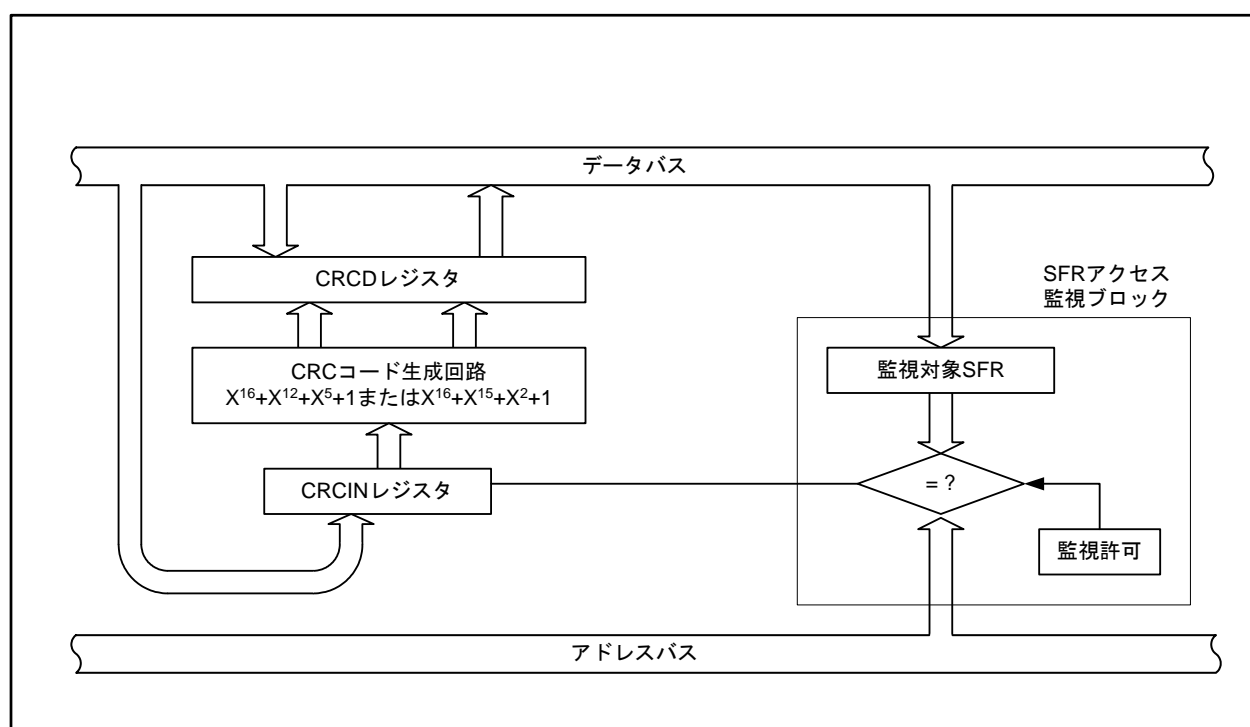 データバス
CRCDレジスタ
SFRアクセス
監視ブロック
CRCコード生成回路
X¹⁶+X¹²+X⁵+1またはX¹⁶+X¹⁵+X²+1
監視対象SFR
CRCINレジスタ
= ?
監視許可
アドレスバス